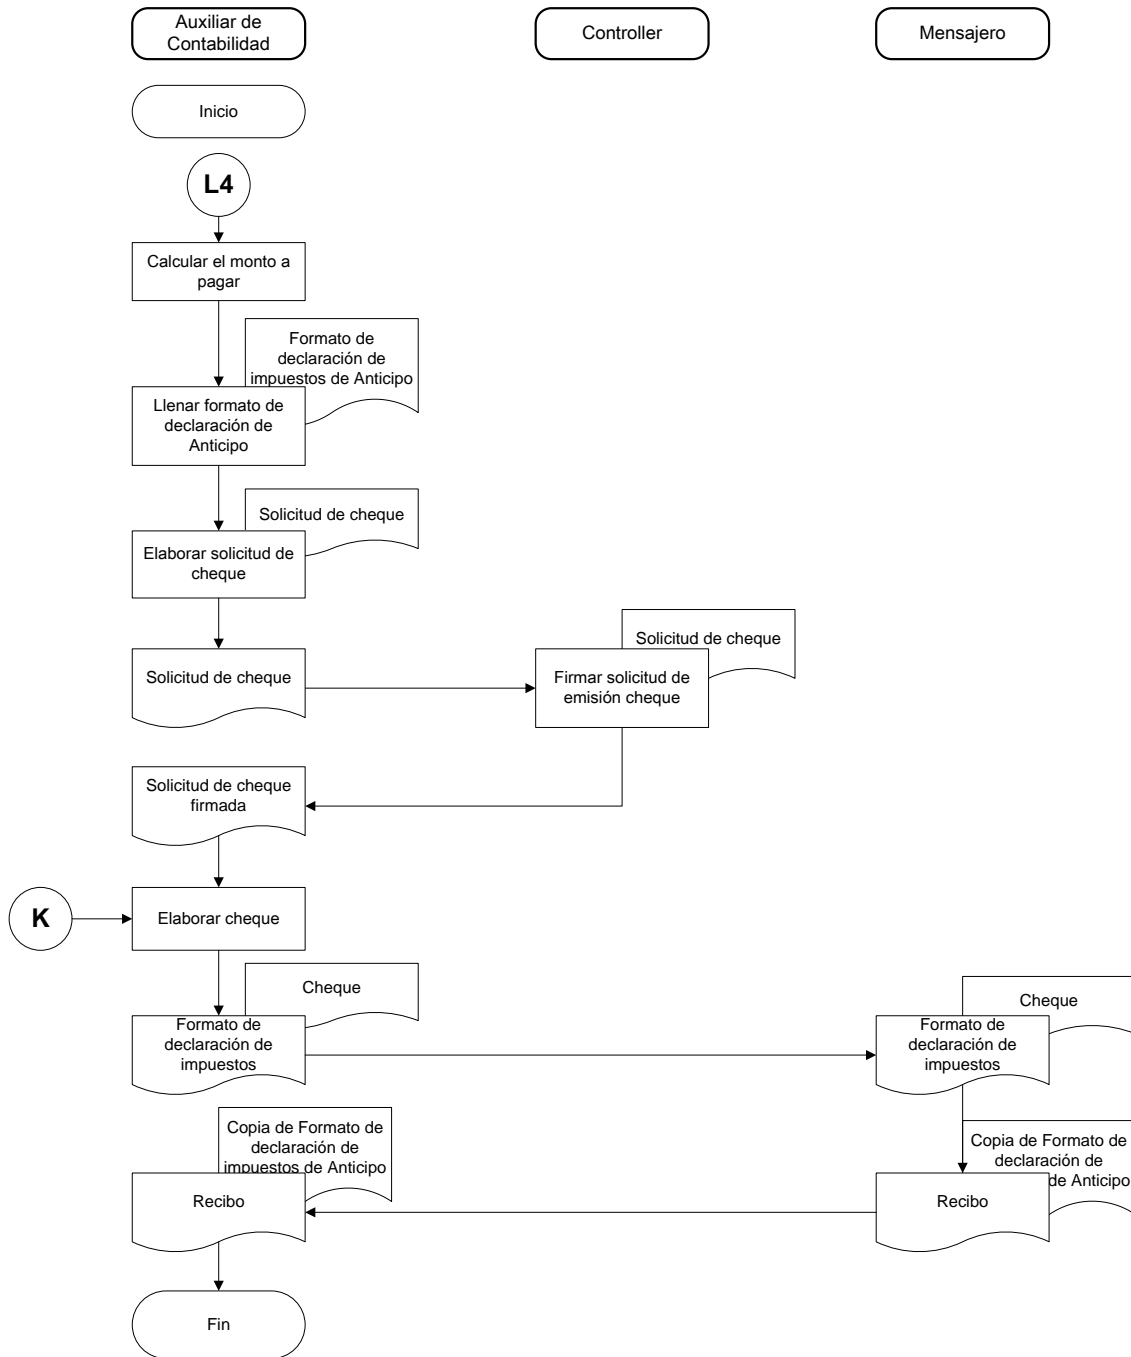 Auxiliar de
Contabilidad
Controller
Mensajero
Inicio
L4
Calcular el monto a
pagar
Formato de
declaración de
impuestos de Anticipo
Llenar formato de
declaración de
Anticipo
Solicitud de cheque
Elaborar solicitud de
cheque
Solicitud de cheque
Solicitud de cheque
Firmar solicitud de
emisión cheque
Solicitud de cheque
firmada
K
Elaborar cheque
Cheque
Formato de
declaración de
impuestos
Cheque
Formato de
declaración de
impuestos
Copia de Formato de
declaración de
impuestos de Anticipo
Recibo
Copia de Formato de
declaración de
de Anticipo
Recibo
Fin